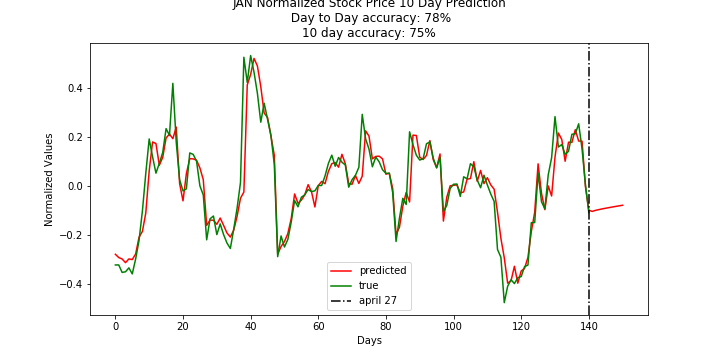 JAN Normalized Stock Price 10 Day Prediction
Day to Day accuracy: 78%
10 day accuracy: 75%
Normalized Values
0.4
0.2
0.0
−0.2
−0.4
predicted
true
april 27
0
20
40
60
80
100
120
140
Days